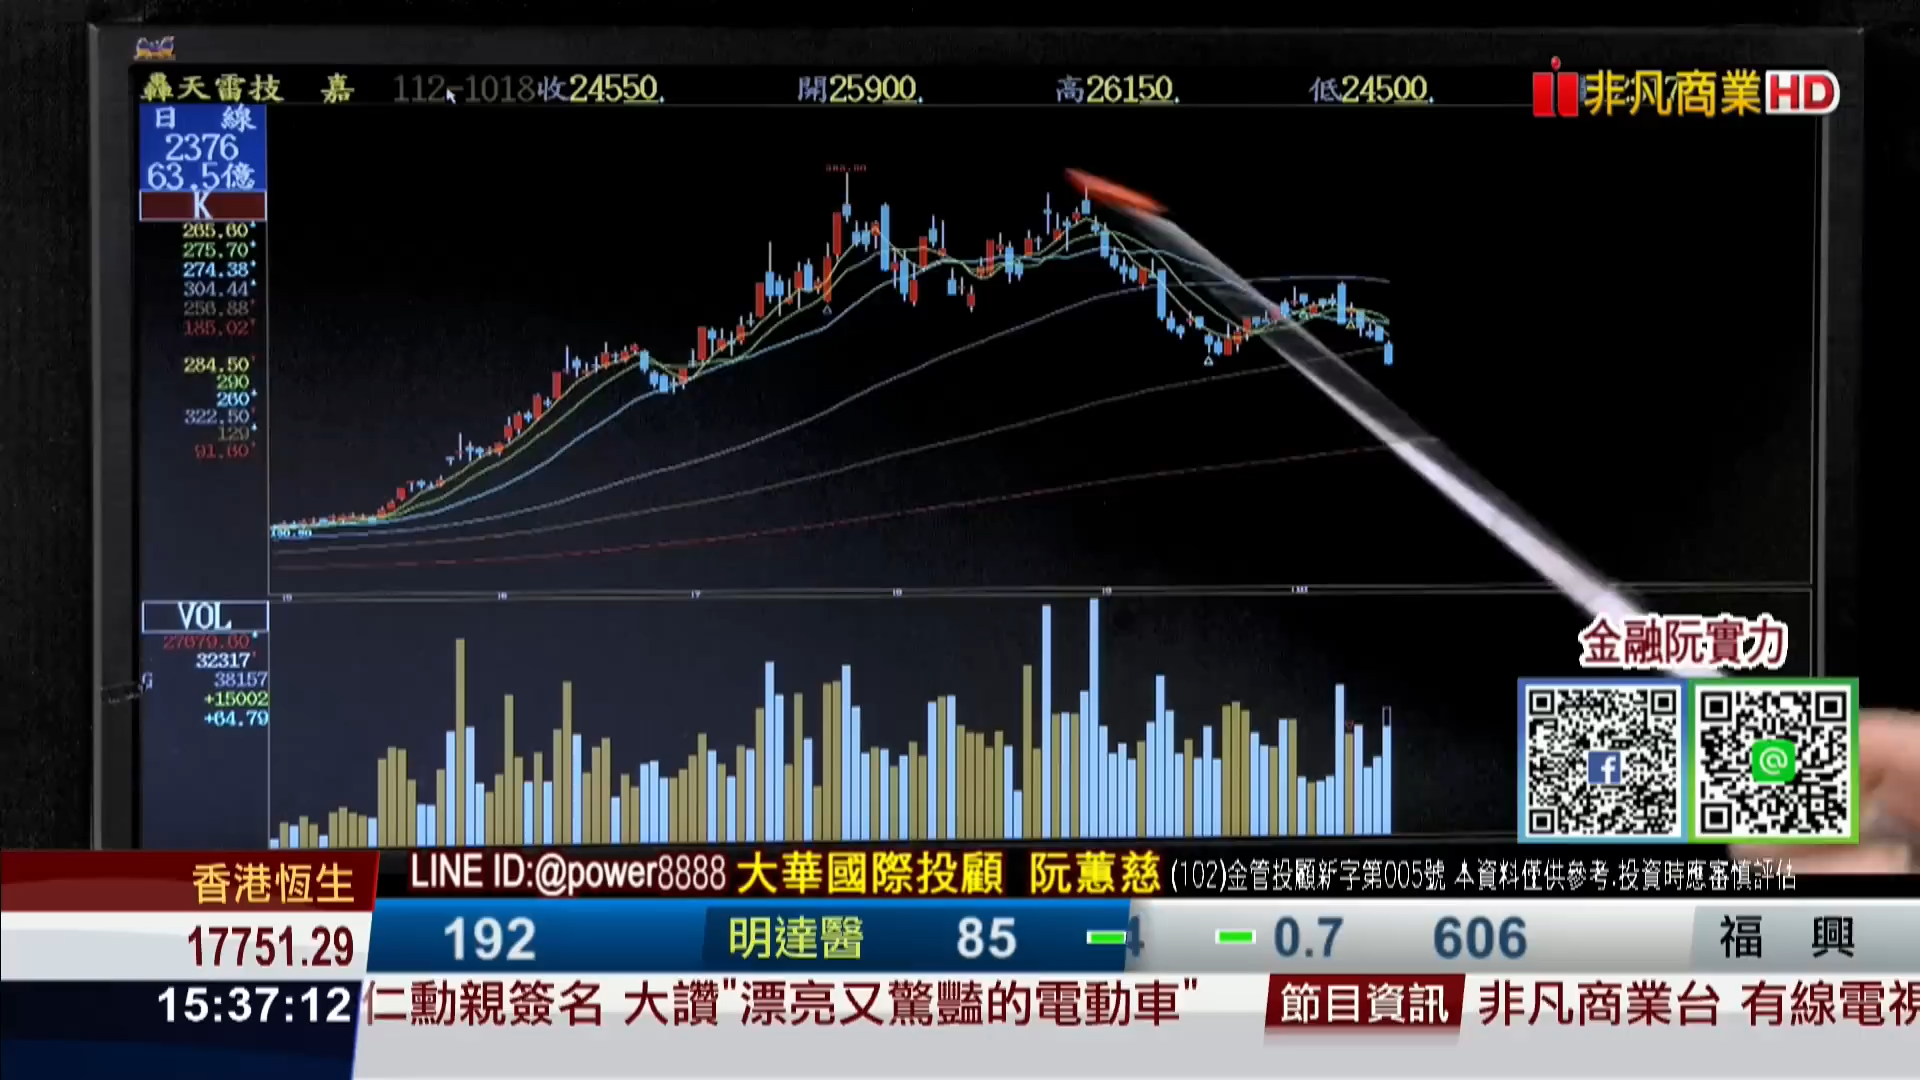 轟天雷技 嘉 112-1018收24550. 開25900. 高26150. 低24500.
非凡商業HD
日 線
2376
63.5億
K
265.60
275.70
274.38
304.44
256.88
185.02
284.50
290
260
322.50
129
91.60
VOL
27679.60
32317
G 38157
+15002
+64.79
金融阮實力
香港恆生
LINE ID:@power8888 大華國際投顧 阮蕙慈 (102)金管投顧新字第005號 本資料僅供參考.投資時應審慎評估
17751.29
192 明達醫 85 0.7 606 福 興
15:37:12
仁勳親簽名 大讚"漂亮又驚豔的電動車" 節目資訊 非凡商業台 有線電視